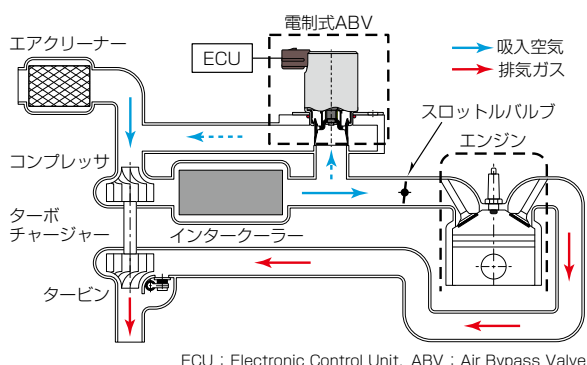 電制式ABV
エアクリーナー
ECU
吸入空気
排気ガス
スロットルバルブ
エンジン
コンプレッサ
ターボ
チャージャー
インタークーラー
タービン
ECU : Electronic Control Unit, ABV : Air Bypass Valve